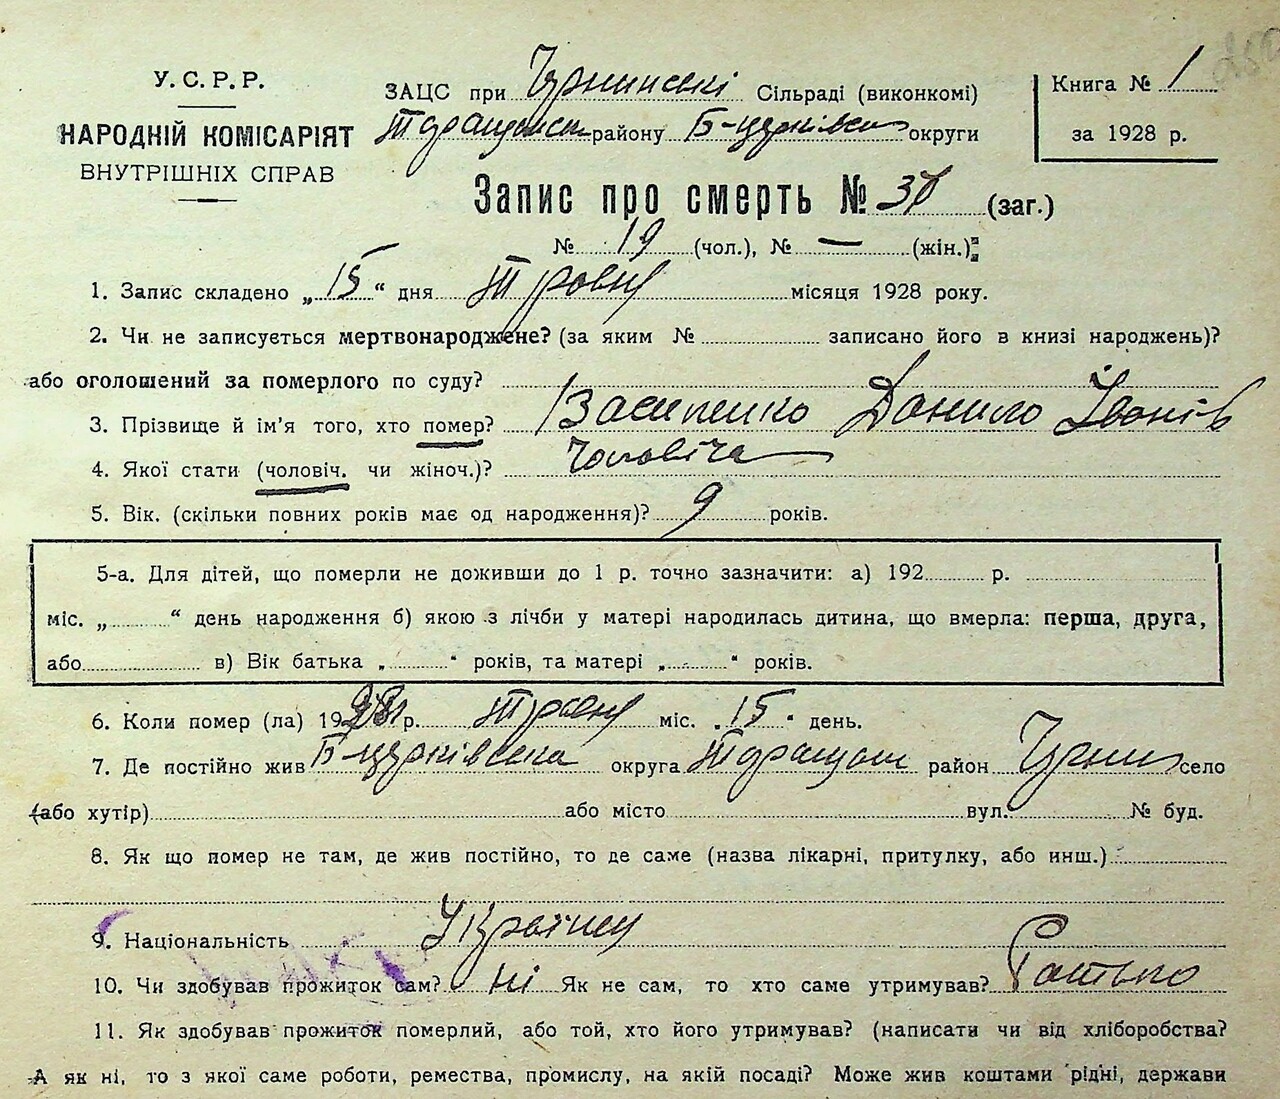 У.С.Р.Р.
НАРОДНІЙ КОМІСАРІЯТ
ВНУТРІШНІХ СПРАВ
ЗАЦС при Сільраді (виконкомі)
району Б-церківської округи
Книга № 1
за 1928 р.
Запис про смерть № (заг.)
№ 19 (чол.), № — (жін.)
1. Запис складено „15“ дня Травня місяця 1928 року.
2. Чи не записується мертвонароджене? (за яким № записано його в книзі народжень)?
або оголошений за померлого по суду?
3. Прізвище й ім'я того, хто помер? Василенко Данило Іванів
4. Якої стати (чоловіч. чи жіноч.)? Чоловіча
5. Вік. (скільки повних років має од народження)? 9 років.
5-а. Для дітей, що померли не доживши до 1 р. точно зазначити: а) 192 р.
міс. „ “ день народження б) якою з лічби у матері народилась дитина, що вмерла: перша, друга,
або в) Вік батька „ “ років, та матері „ “ років.
6. Коли помер (ла) 1928 р. Травня міс. „15“ день.
7. Де постійно жив Б-церківська округа район село
(або хутір) або місто вул. № буд.
8. Як що помер не там, де жив постійно, то де саме (назва лікарні, притулку, або инш.)
9. Національність Українец
10. Чи здобував прожиток сам? ні Як не сам, то хто саме утримував? Батько
11. Як здобував прожиток померлий, або той, хто його утримував? (написати чи від хліборобства?
А як ні, то з якої саме роботи, ремества, промислу, на якій посаді? Може жив коштами рідні, держави